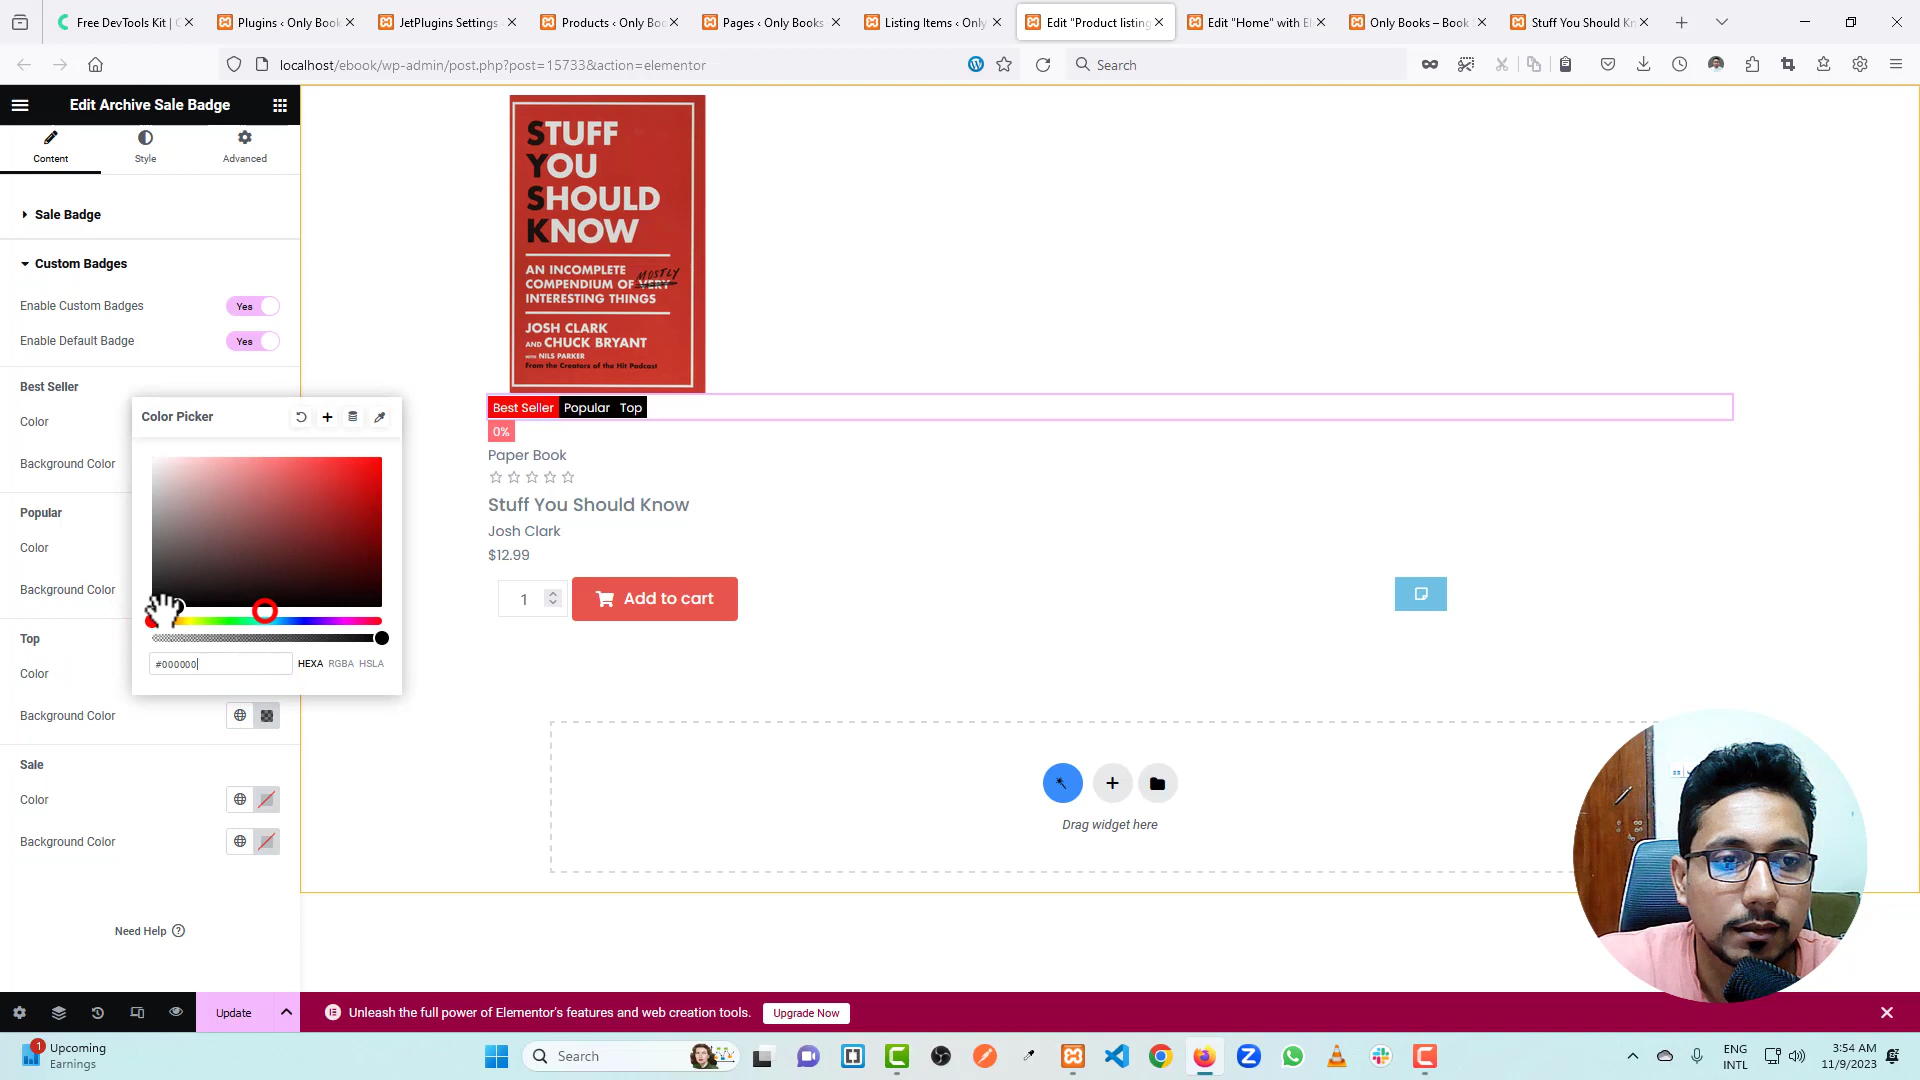 Free DevTools Kit | C
Plugins ‹ Only Book
JetPlugins Settings
Products ‹ Only Boo
Pages ‹ Only Books
Listing Items ‹ Only
Edit "Product listing
Edit "Home" with El
Only Books – Book
Stuff You Should Kn
localhost/ebook/wp-admin/post.php?post=15733&action=elementor
Search
Edit Archive Sale Badge
Content
Style
Advanced
Sale Badge
Custom Badges
Enable Custom Badges
Yes
Enable Default Badge
Yes
Best Seller
Color
Background Color
Popular
Color
Background Color
Top
Color
Background Color
Sale
Color
Background Color
Need Help
Update
Color Picker
#000000
HEXA RGBA HSLA
STUFF
YOU
SHOULD
KNOW
AN INCOMPLETE
MOSTLY
COMPENDIUM OF VERY
INTERESTING THINGS
JOSH CLARK
AND CHUCK BRYANT
WITH NILS PARKER
From the Creators of the Hit Podcast
Best Seller Popular Top
0%
Paper Book
Stuff You Should Know
Josh Clark
$12.99
1
Add to cart
Drag widget here
Unleash the full power of Elementor's features and web creation tools.
Upgrade Now
1
Upcoming
Earnings
Search
ENG
INTL
3:54 AM
11/9/2023